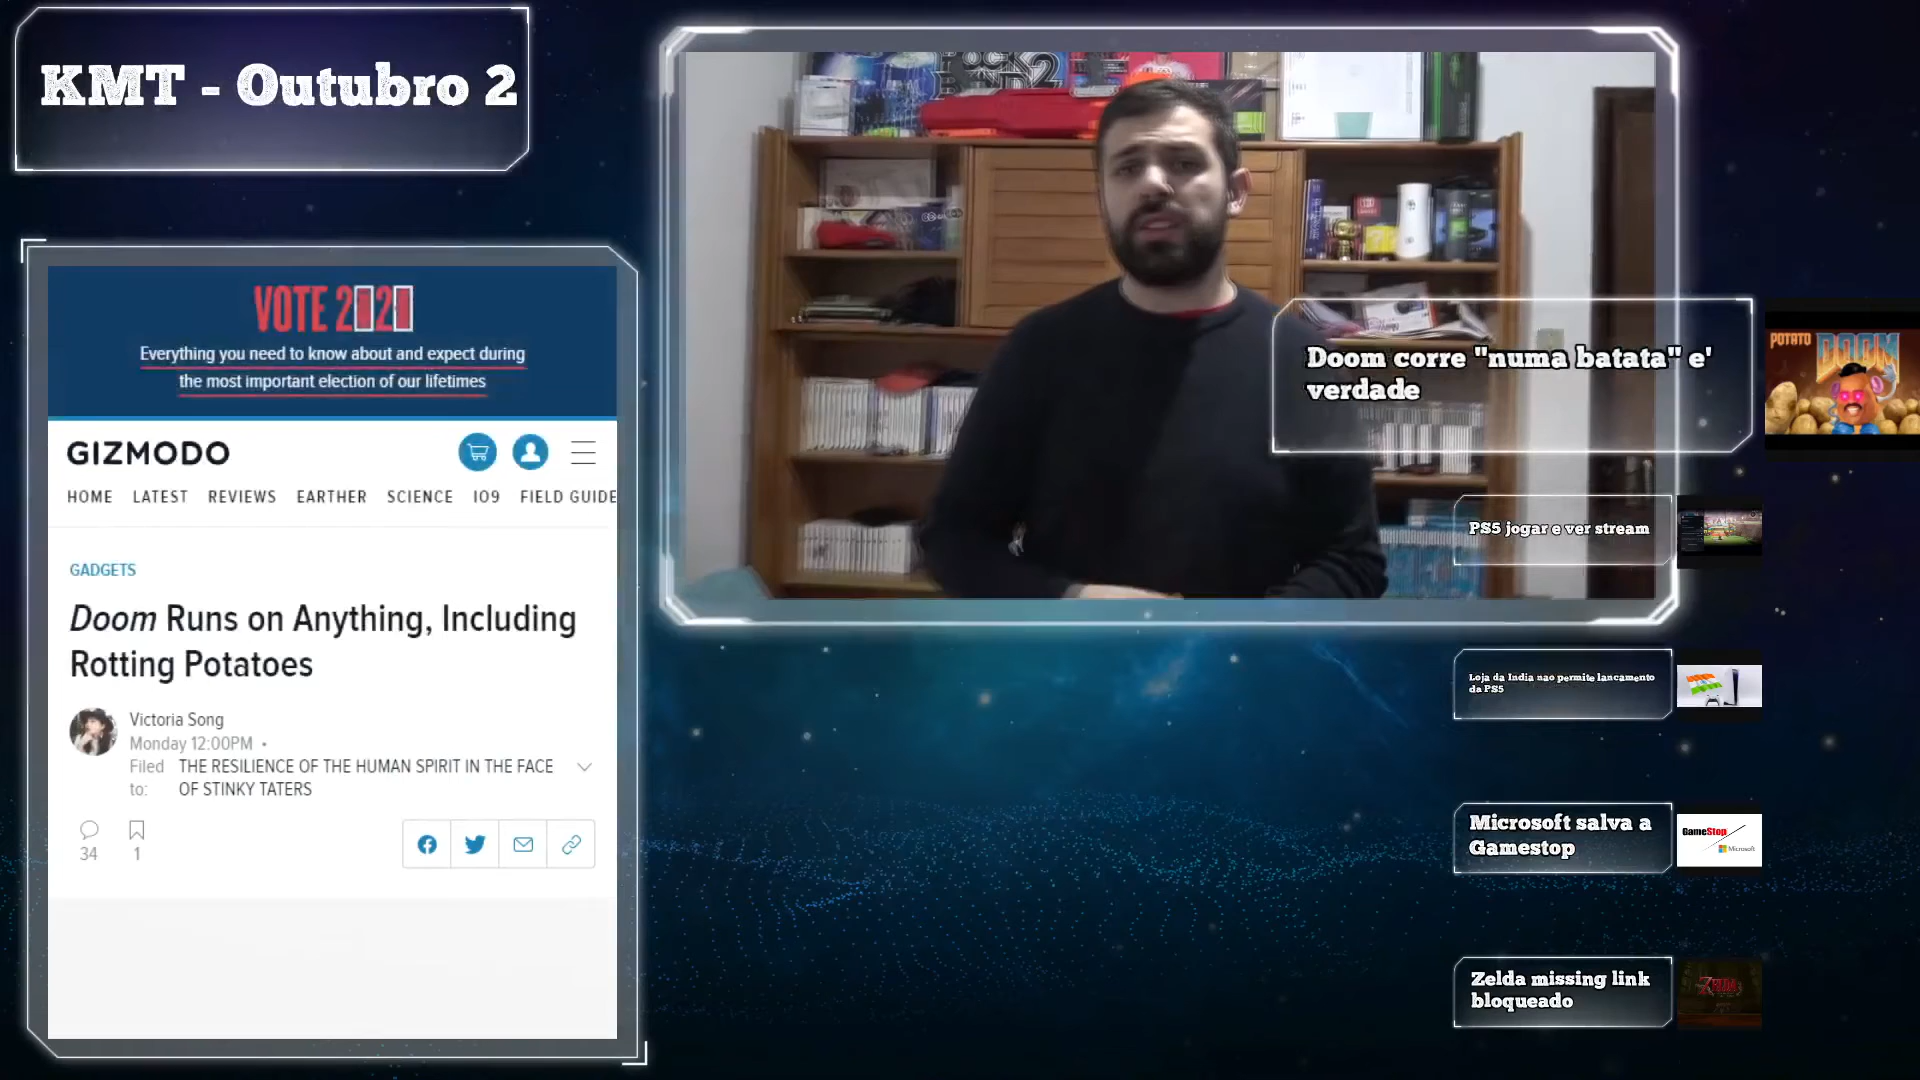 KMT - Outubro 2
VOTE 2020
Everything you need to know about and expect during
the most important election of our lifetimes
GIZMODO
HOME LATEST REVIEWS EARTHER SCIENCE IO9 FIELD GUIDE
GADGETS
Doom Runs on Anything, Including
Rotting Potatoes
Victoria Song
Monday 12:00PM •
Filed to: THE RESILIENCE OF THE HUMAN SPIRIT IN THE FACE
OF STINKY TATERS
34
1
Doom corre "numa batata" e'
verdade
POTATO
DOOM
PS5 jogar e ver stream
Loja da India nao permite lancamento
da PS5
Microsoft salva a
Gamestop
GameStop
Microsoft
Zelda missing link
bloqueado
ZELDA